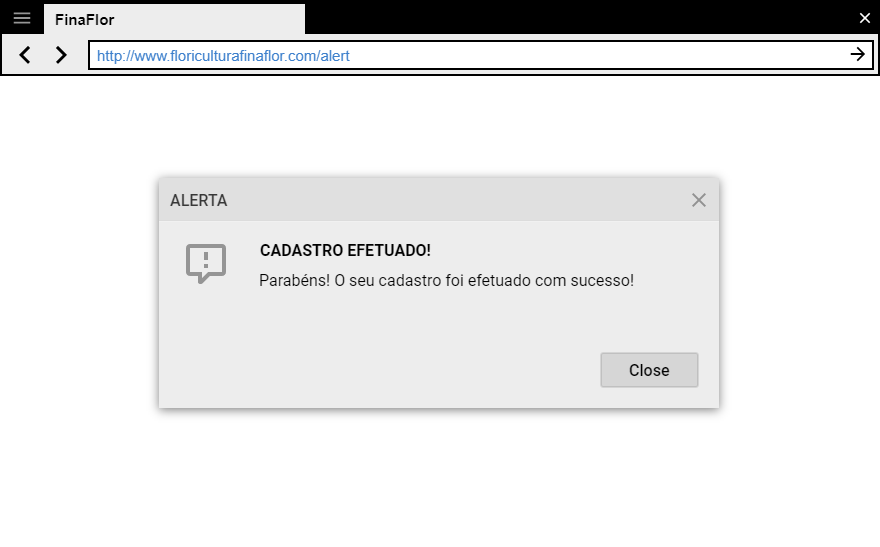 FinaFlor
http://www.floriculturafinaflor.com/alert
ALERTA
CADASTRO EFETUADO!
Parabéns! O seu cadastro foi efetuado com sucesso!
Close